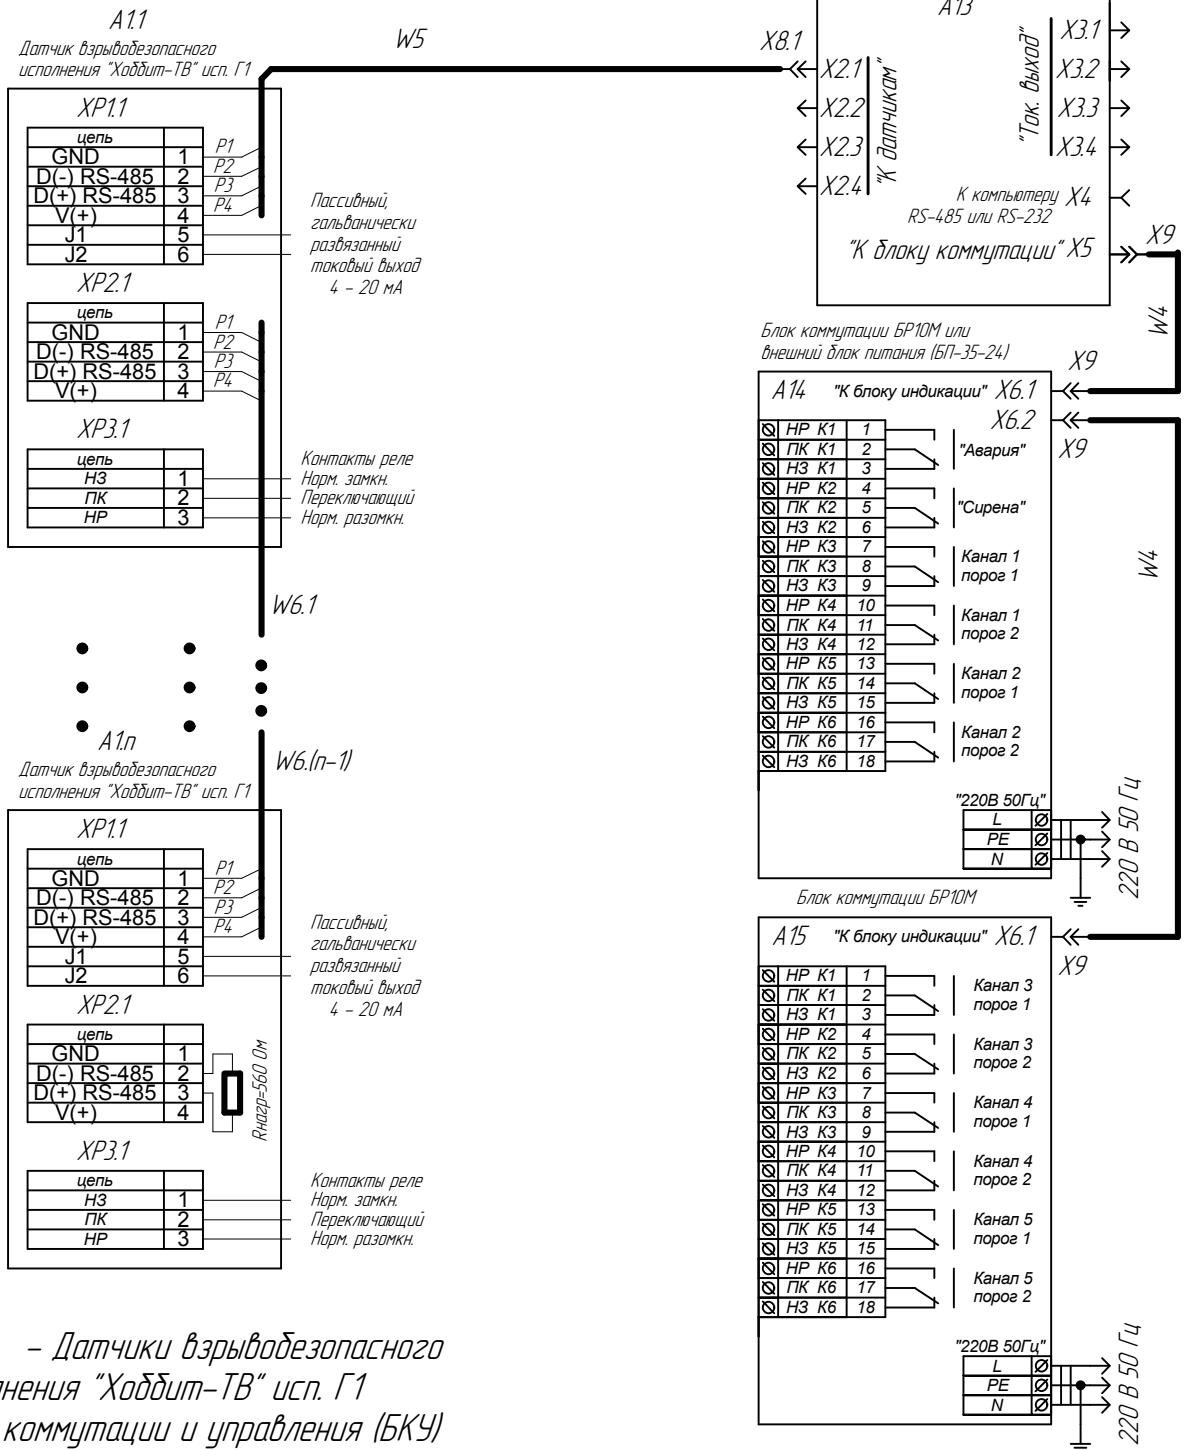 А1.1
Датчик взрывобезопасного
исполнения "Хоббит-ТВ" исп. Г1
XP1.1
цепь
GND 1 P1
D(-) RS-485 2 P2
D(+) RS-485 3 P3
V(+) 4 P4
J1 5
J2 6
Пассивный,
гальванически
развязанный
токовый выход
4 - 20 мА
XP2.1
цепь
GND 1 P1
D(-) RS-485 2 P2
D(+) RS-485 3 P3
V(+) 4 P4
XP3.1
цепь
НЗ 1
ПК 2
НР 3
Контакты реле
Норм. замкн.
Переключающий
Норм. разомкн.
W5
W6.1
W6.(n-1)
А1.n
Датчик взрывобезопасного
исполнения "Хоббит-ТВ" исп. Г1
XP1.1
цепь
GND 1 P1
D(-) RS-485 2 P2
D(+) RS-485 3 P3
V(+) 4 P4
J1 5
J2 6
Пассивный,
гальванически
развязанный
токовый выход
4 - 20 мА
XP2.1
цепь
GND 1
D(-) RS-485 2
D(+) RS-485 3
V(+) 4
Rнагр=560 Ом
XP3.1
цепь
НЗ 1
ПК 2
НР 3
Контакты реле
Норм. замкн.
Переключающий
Норм. разомкн.
- Датчики взрывобезопасного
нения "Хоббит-ТВ" исп. Г1
коммутации и управления (БКУ)
А13
X8.1
X2.1
X2.2
X2.3
X2.4
"К датчикам"
"Ток. выход"
X3.1
X3.2
X3.3
X3.4
К компьютеру X4
RS-485 или RS-232
"К блоку коммутации" X5
X9
W4
Блок коммутации БР10М или
внешний блок питания (БП-35-24)
А14 "К блоку индикации" X6.1
X9
X6.2
X9
НР К1 1
ПК К1 2
НЗ К1 3
"Авария"
НР К2 4
ПК К2 5
НЗ К2 6
"Сирена"
НР К3 7
ПК К3 8
НЗ К3 9
Канал 1
порог 1
НР К4 10
ПК К4 11
НЗ К4 12
Канал 1
порог 2
НР К5 13
ПК К5 14
НЗ К5 15
Канал 2
порог 1
НР К6 16
ПК К6 17
НЗ К6 18
Канал 2
порог 2
W4
"220В 50Гц"
L
PE
N
220 В 50 Гц
Блок коммутации БР10М
А15 "К блоку индикации" X6.1
X9
НР К1 1
ПК К1 2
НЗ К1 3
Канал 3
порог 1
НР К2 4
ПК К2 5
НЗ К2 6
Канал 3
порог 2
НР К3 7
ПК К3 8
НЗ К3 9
Канал 4
порог 1
НР К4 10
ПК К4 11
НЗ К4 12
Канал 4
порог 2
НР К5 13
ПК К5 14
НЗ К5 15
Канал 5
порог 1
НР К6 16
ПК К6 17
НЗ К6 18
Канал 5
порог 2
"220В 50Гц"
L
PE
N
220 В 50 Гц